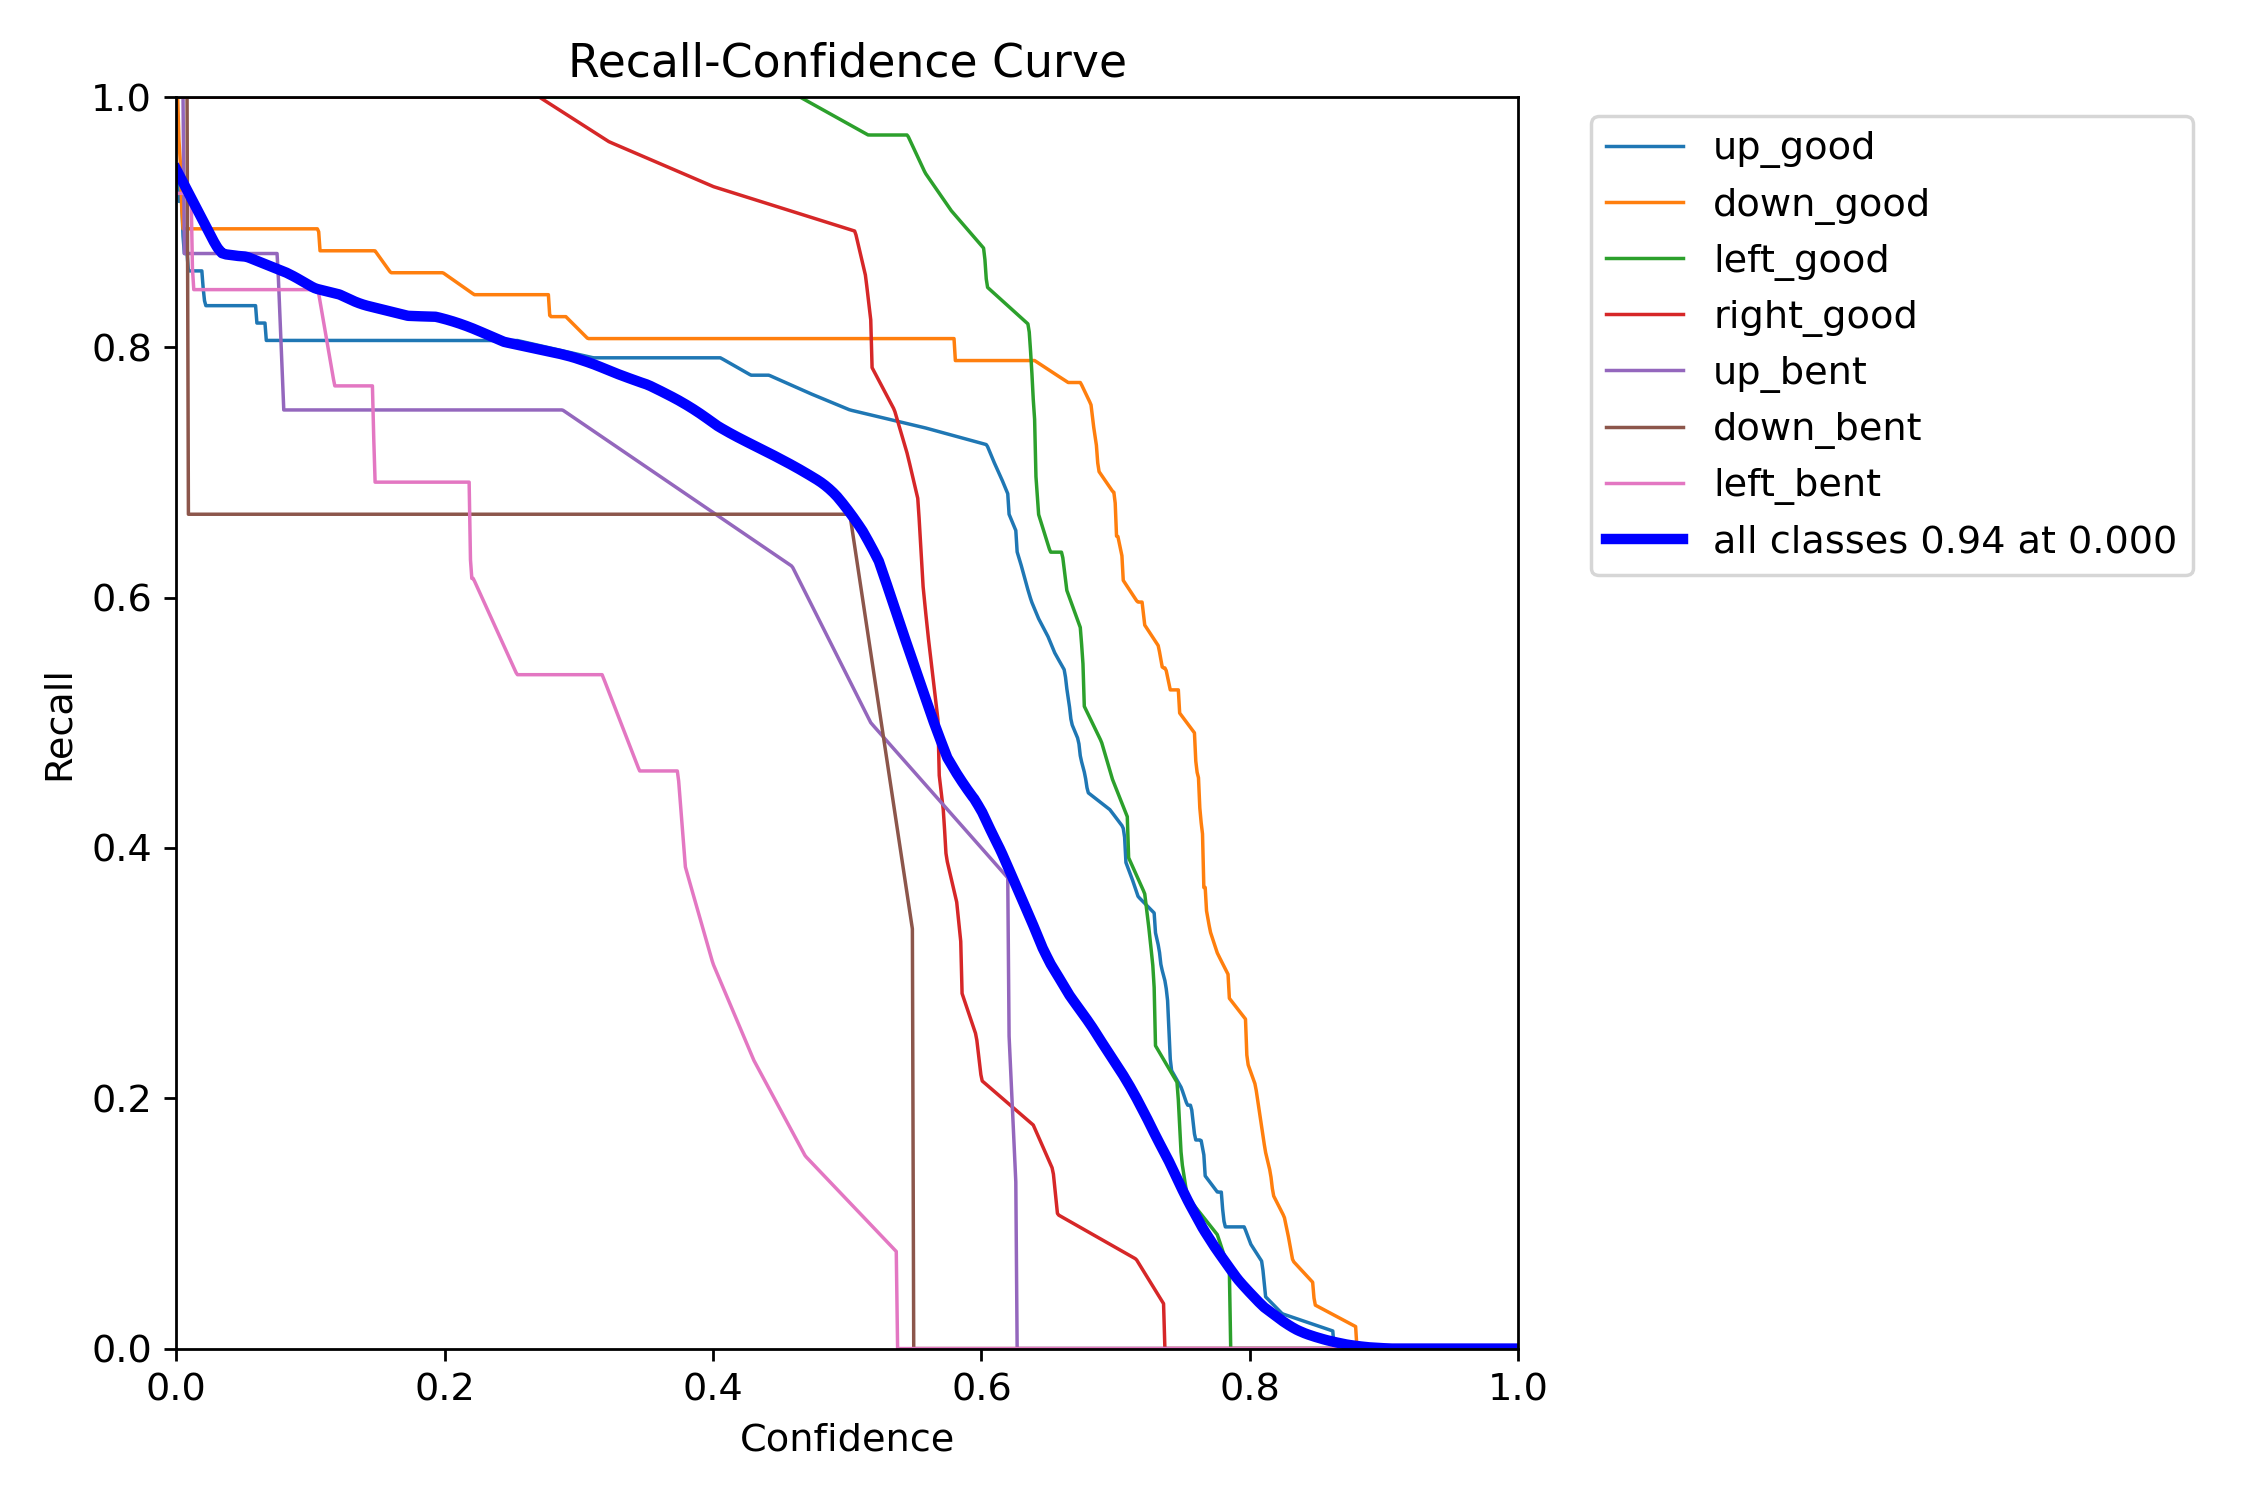 Recall-Confidence Curve
1.0
0.8
0.6
0.4
0.2
0.0
Recall
0.0 0.2 0.4 0.6 0.8 1.0
Confidence
up_good
down_good
left_good
right_good
up_bent
down_bent
left_bent
all classes 0.94 at 0.000